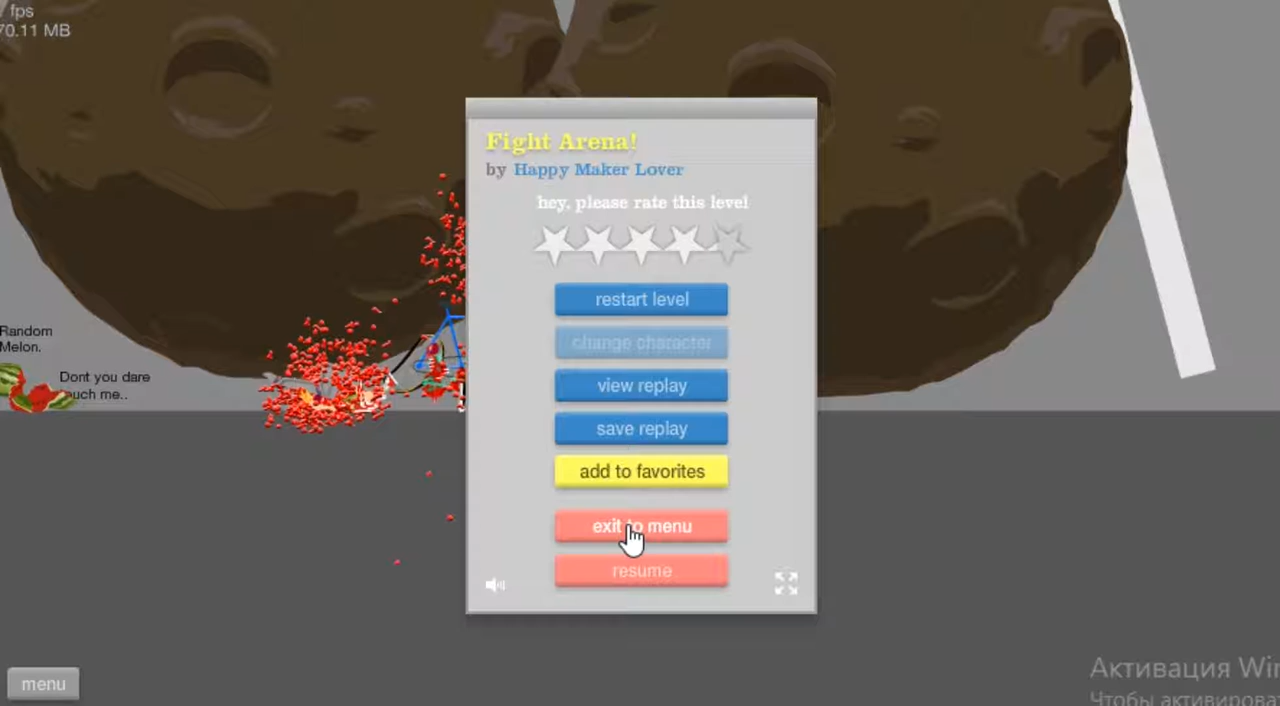 fps
70.11 MB
Fight Arena!
by Happy Maker Lover
hey, please rate this level
restart level
change character
view replay
save replay
add to favorites
exit to menu
resume
Random
Melon.
Dont you dare
me..
menu
Активация Win
Чтобы активироват